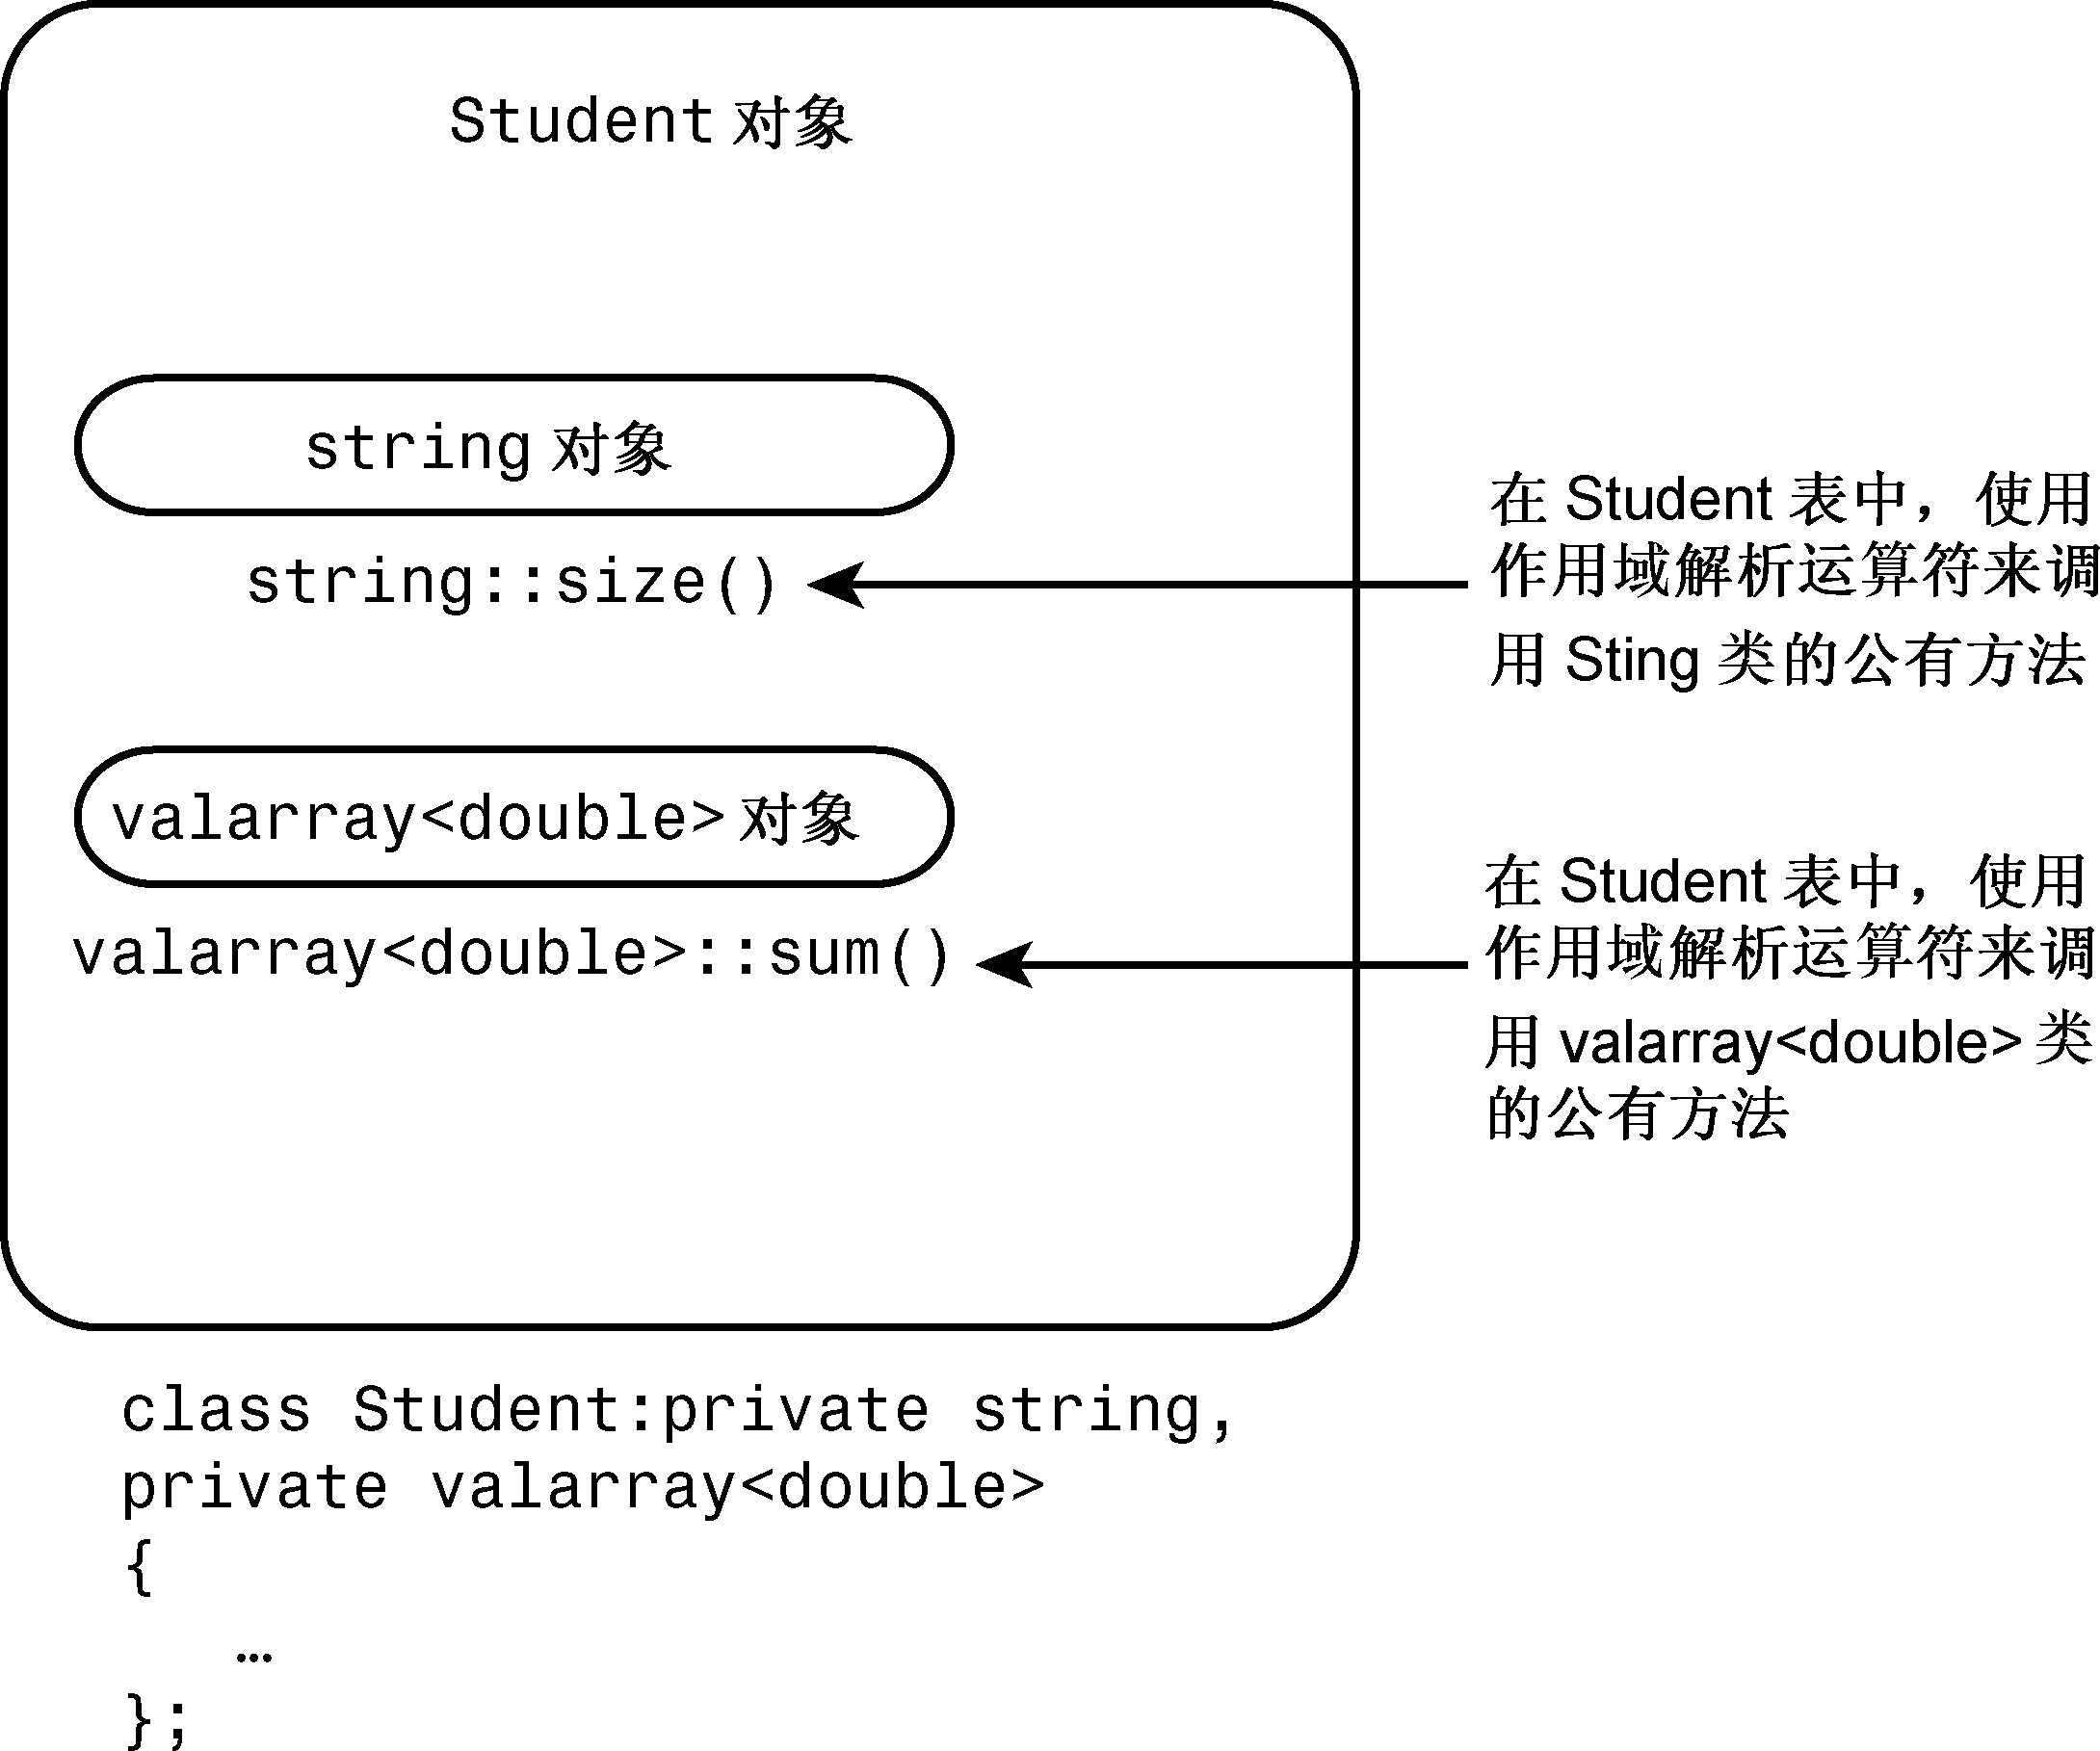 Student 对象
string 对象
string::size()
在 Student 表中，使用
作用域解析运算符来调
用 Sting 类的公有方法
valarray<double> 对象
valarray<double>::sum()
在 Student 表中，使用
作用域解析运算符来调
用 valarray<double> 类
的公有方法
class Student:private string,
private valarray<double>
{
…
};